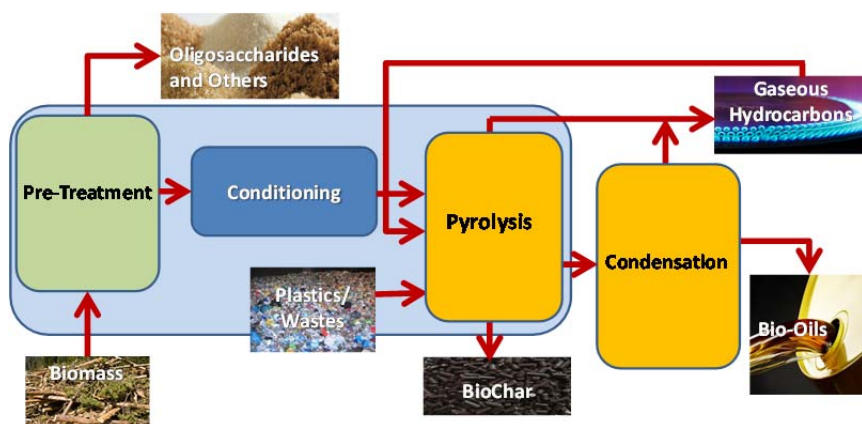 Oligosaccharides
and Others
Gaseous
Hydrocarbons
Pre-Treatment
Conditioning
Pyrolysis
Condensation
Plastics/
Wastes
Bio-Oils
Biomass
BioChar